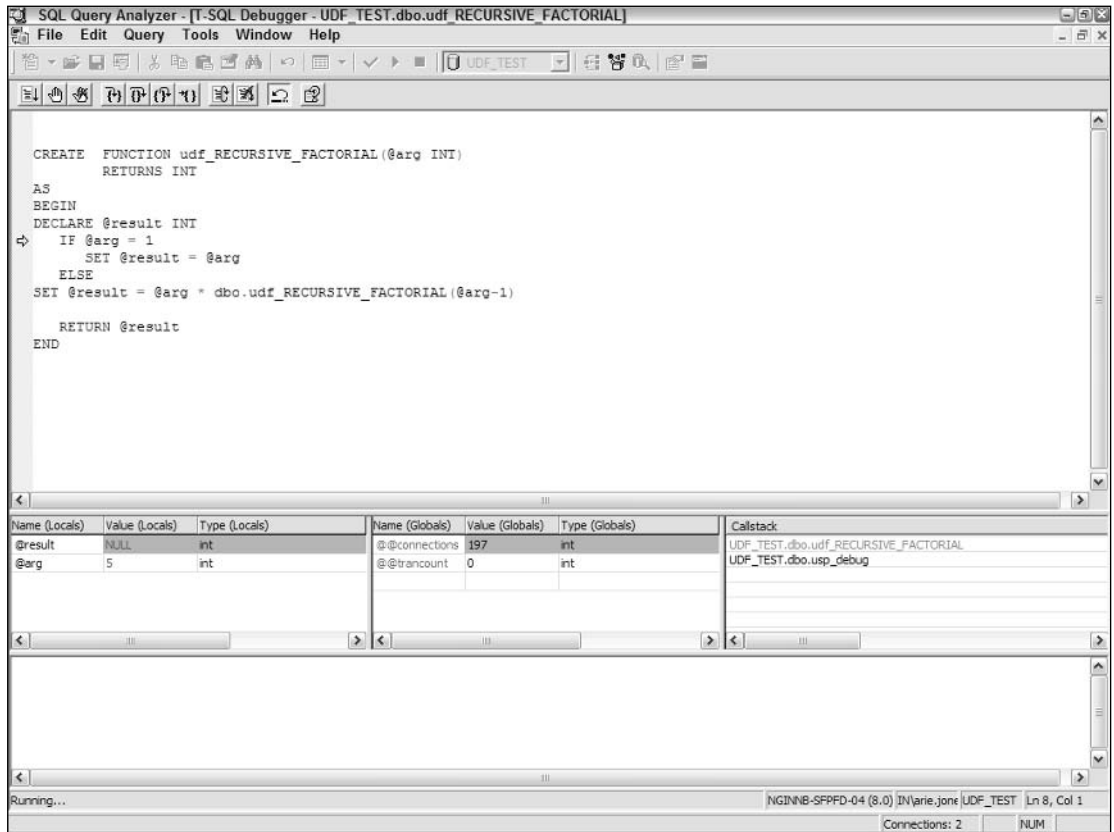 SQL Query Analyzer - [T-SQL Debugger - UDF_TEST.dbo.udf_RECURSIVE_FACTORIAL]
File Edit Query Tools Window Help
UDF_TEST
CREATE FUNCTION udf_RECURSIVE_FACTORIAL(@arg INT)
RETURNS INT
AS
BEGIN
DECLARE @result INT
IF @arg = 1
SET @result = @arg
ELSE
SET @result = @arg * dbo.udf_RECURSIVE_FACTORIAL(@arg-1)
RETURN @result
END
Name (Locals) Value (Locals) Type (Locals)
@result NULL int
@arg 5 int
Name (Globals) Value (Globals) Type (Globals)
@@connections 197 int
@@trancount 0 int
Callstack
UDF_TEST.dbo.udf_RECURSIVE_FACTORIAL
UDF_TEST.dbo.usp_debug
Running...
NGINNB-SFPFD-04 (8.0) IN\arie.jone UDF_TEST Ln 8, Col 1
Connections: 2 NUM